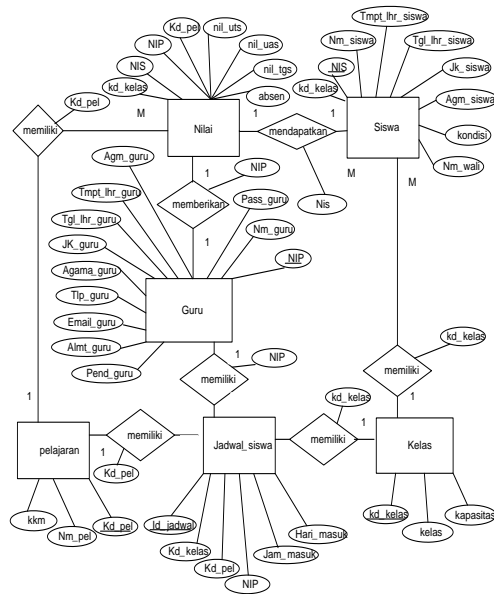 Kd_pel
nil_uts
NIP
nil_uas
NIS
nil_tgs
kd_kelas
absen
Nilai
Tmpt_lhr_siswa
Nm_siswa
Tgl_lhr_siswa
NIS
Jk_siswa
kd_kelas
Agm_siswa
Siswa
kondisi
Nm_wali
Kd_pel
memiliki
M
1
mendapatkan
1
M
M
Nis
1
NIP
memberikan
1
Agm_guru
Tmpt_lhr_guru
Pass_guru
Tgl_lhr_guru
Nm_guru
JK_guru
NIP
Agama_guru
Tlp_guru
Guru
Email_guru
Almt_guru
Pend_guru
1
NIP
memiliki
kd_kelas
memiliki
1
1
kd_kelas
pelajaran
memiliki
1
Kd_pel
Jadwal_siswa
memiliki
1
Kelas
kkm
Nm_pel
Kd_pel
Id_jadwal
Kd_kelas
Kd_pel
NIP
Jam_masuk
Hari_masuk
kd_kelas
kelas
kapasitas